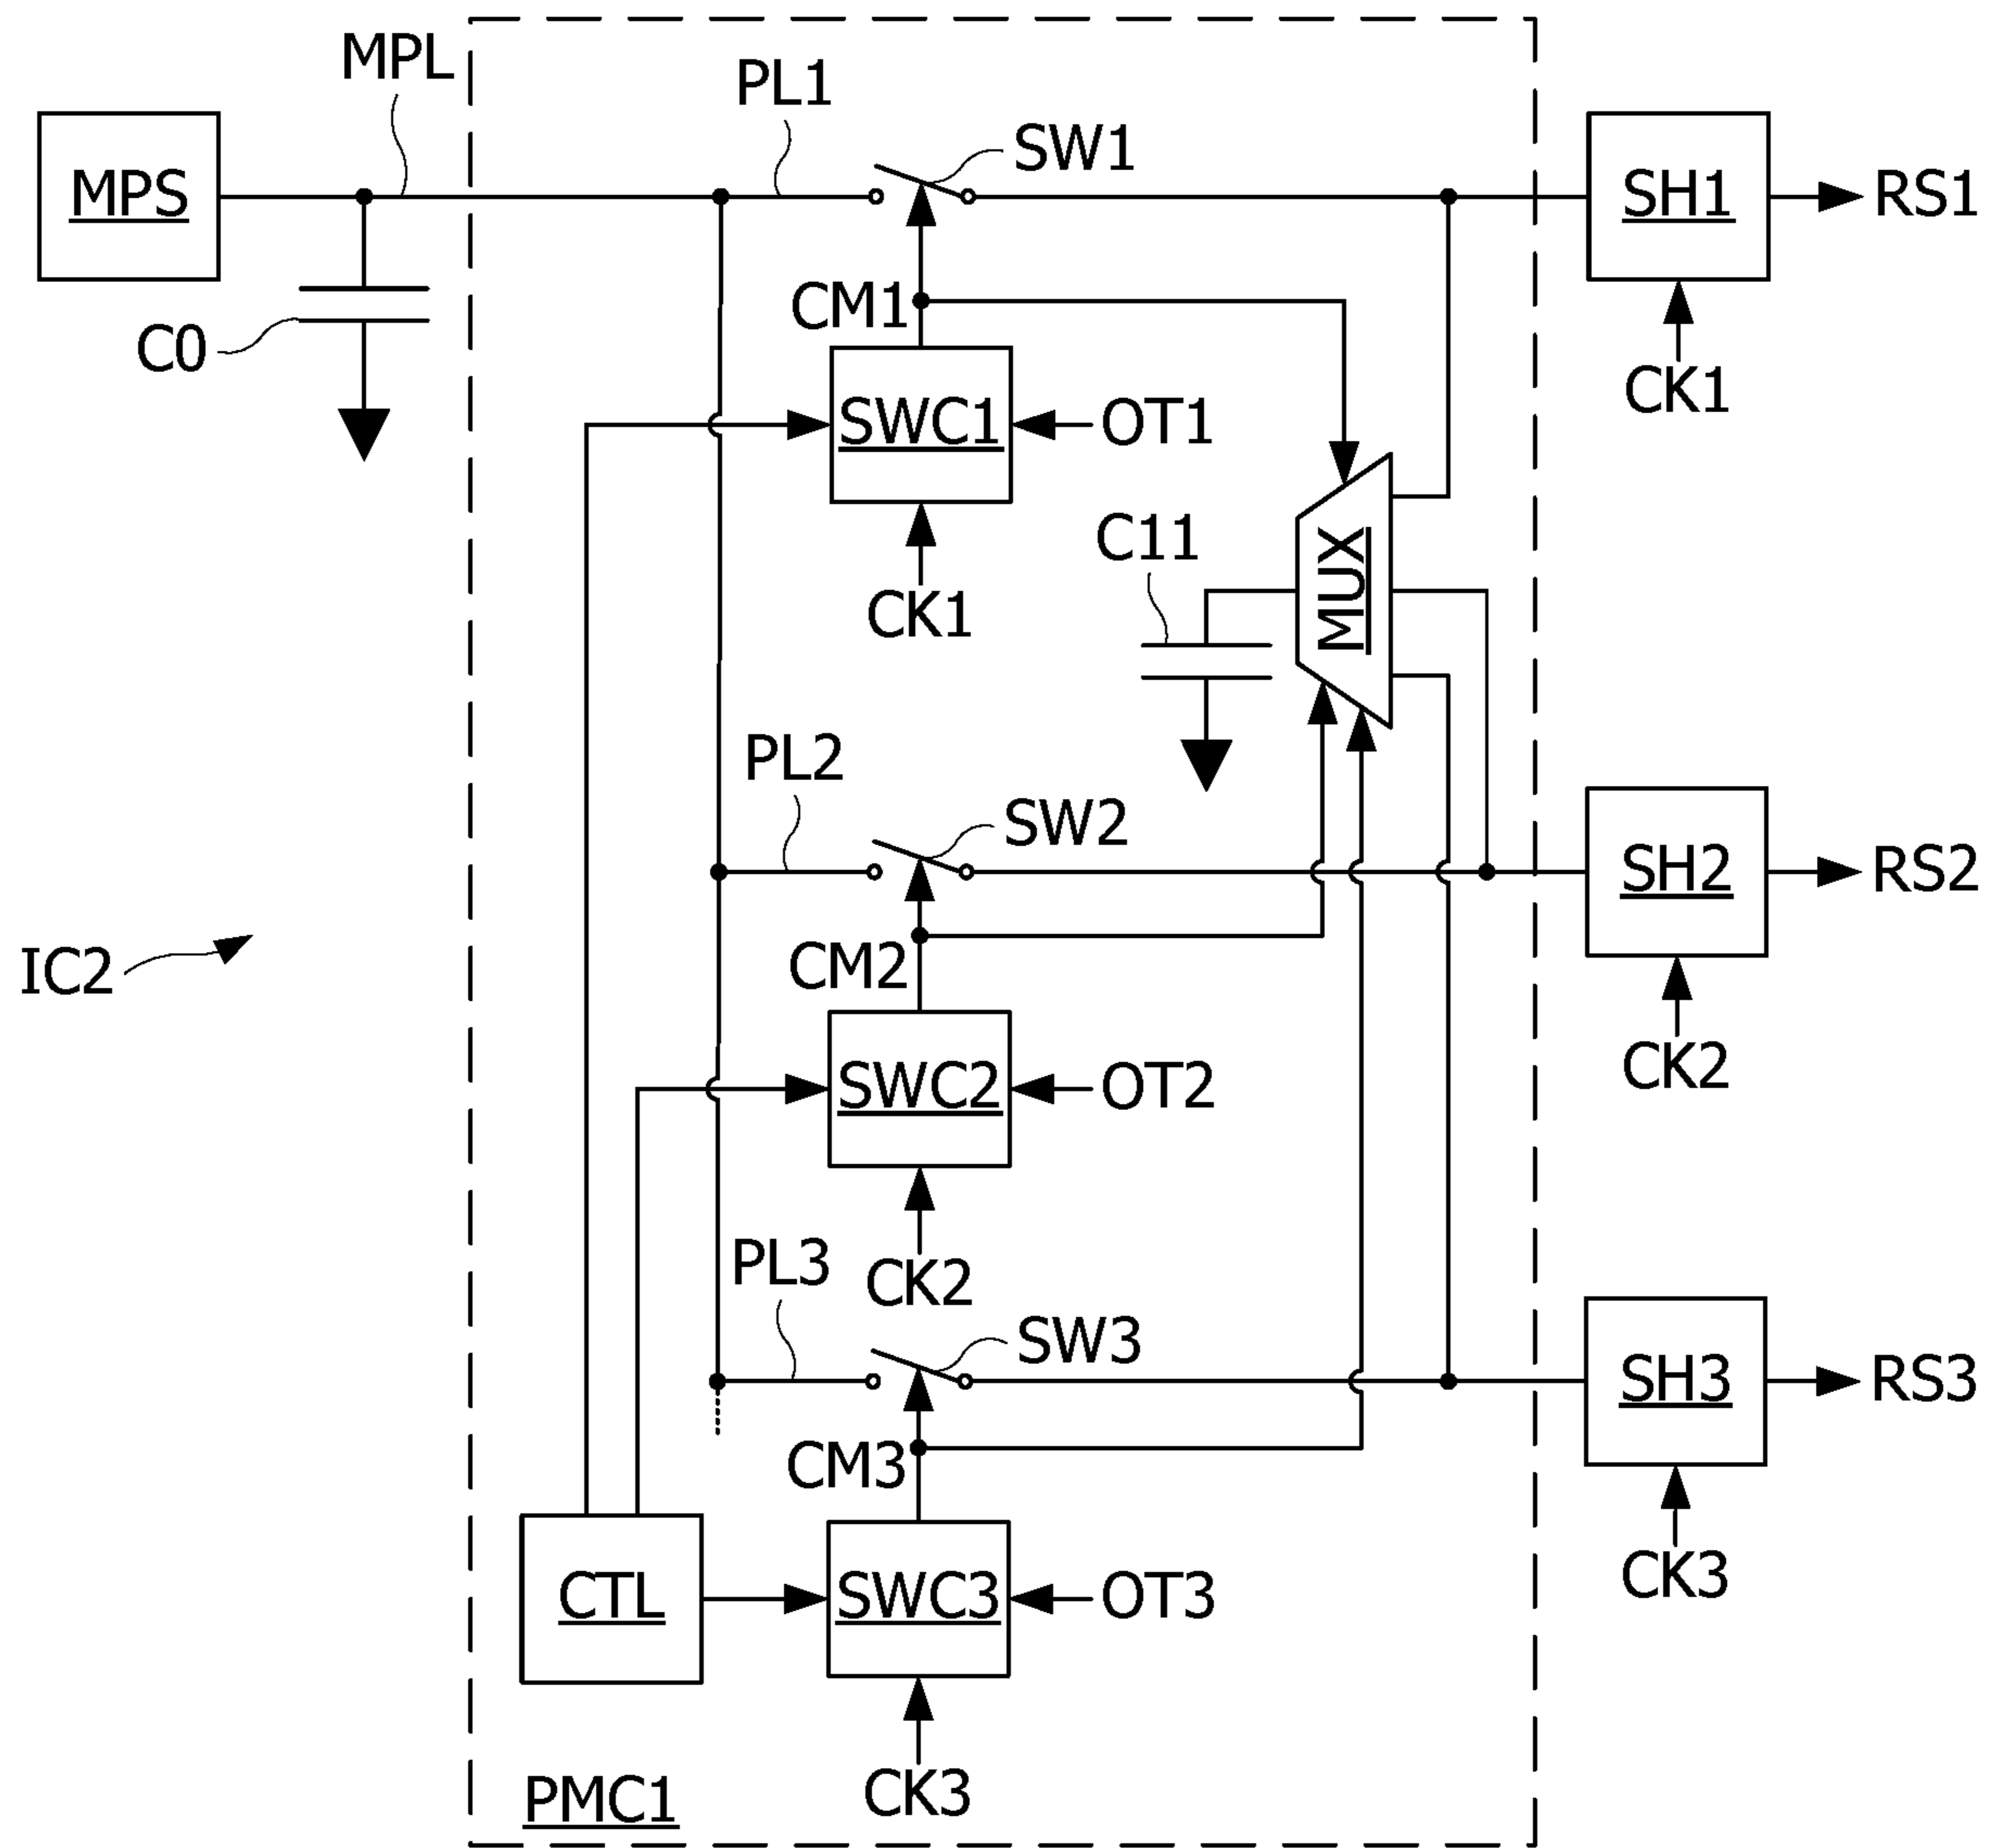 MPL
PL1
SW1
MPS
SH1
RS1
CM1
C0
CK1
SWC1
OT1
C11
MUX
CK1
PL2
SW2
SH2
RS2
CM2
IC2
CK2
SWC2
OT2
PL3
CK2
SW3
SH3
RS3
CM3
CTL
SWC3
OT3
CK3
PMC1
CK3